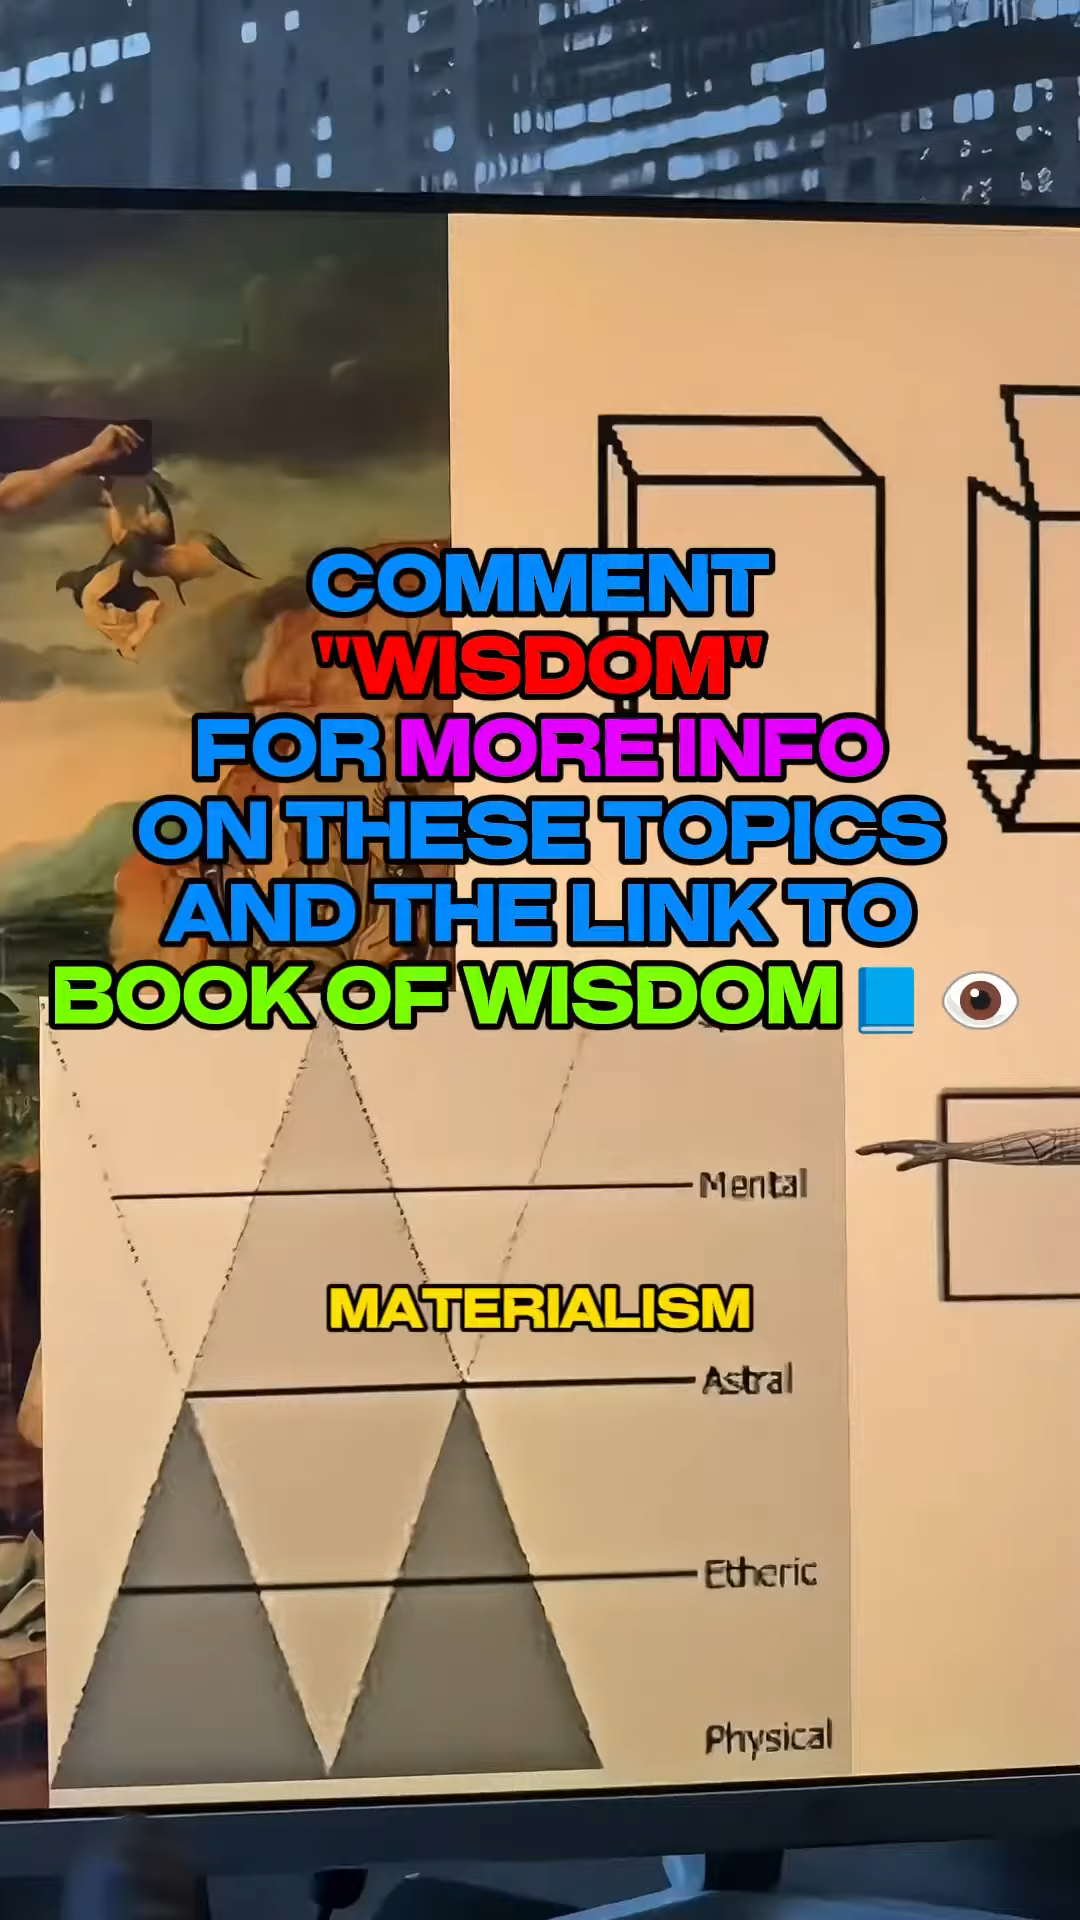 COMMENT
"WISDOM"
FOR MORE INFO
ON THESE TOPICS
AND THE LINK TO
BOOK OF WISDOM
Mental
MATERIALISM
Astral
Etheric
Physical